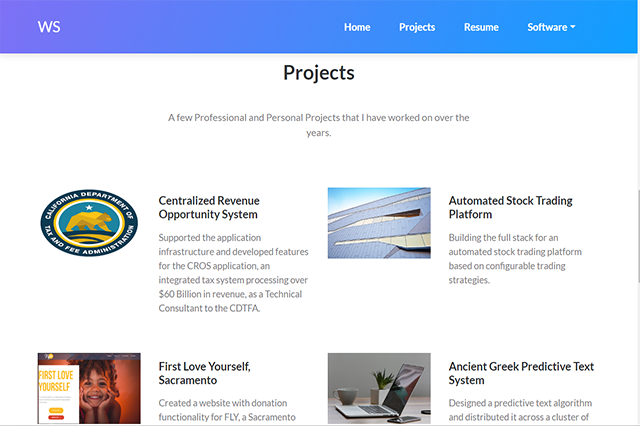 WS
Home Projects Resume Software
Projects
A few Professional and Personal Projects that I have worked on over the
years.
CALIFORNIA DEPARTMENT OF
TAX AND FEE ADMINISTRATION
Centralized Revenue
Opportunity System
Supported the application
infrastructure and developed features
for the CROS application, an
integrated tax system processing over
$60 Billion in revenue, as a Technical
Consultant to the CDTFA.
Automated Stock Trading
Platform
Building the full stack for an
automated stock trading platform
based on configurable trading
strategies.
FIRST LOVE
YOURSELF
First Love Yourself,
Sacramento
Created a website with donation
functionality for FLY, a Sacramento
Ancient Greek Predictive Text
System
Designed a predictive text algorithm
and distributed it across a cluster of